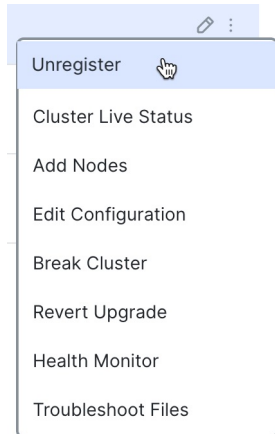 Unregister
Cluster Live Status
Add Nodes
Edit Configuration
Break Cluster
Revert Upgrade
Health Monitor
Troubleshoot Files